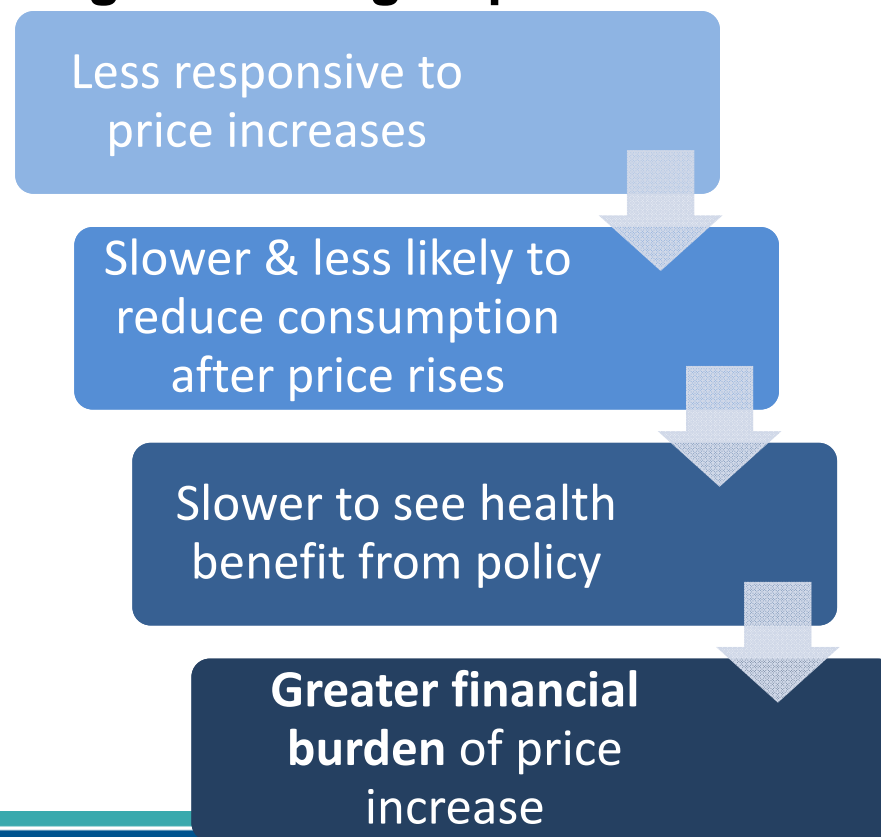 Less responsive to
price increases
Slower & less likely to
reduce consumption
after price rises
Slower to see health
benefit from policy
Greater financial
burden of price
increase